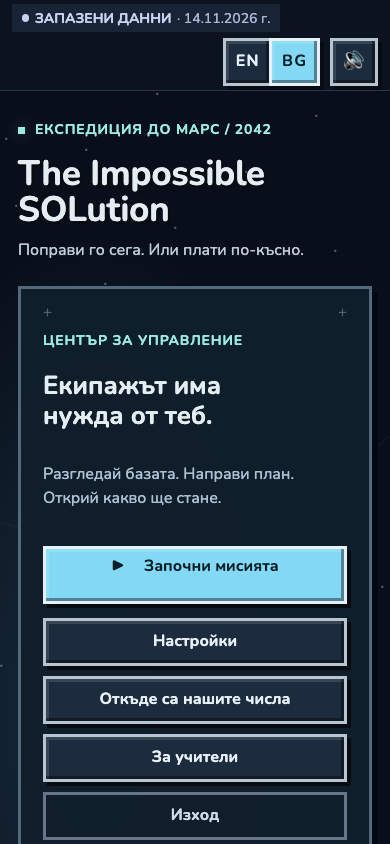 ЗАПАЗЕНИ ДАННИ · 14.11.2026 г.
EN BG
ЕКСПЕДИЦИЯ ДО МАРС / 2042
The Impossible
SOLution
Поправи го сега. Или плати по-късно.
ЦЕНТЪР ЗА УПРАВЛЕНИЕ
Екипажът има
нужда от теб.
Разгледай базата. Направи план.
Открий какво ще стане.
Започни мисията
Настройки
Откъде са нашите числа
За учители
Изход